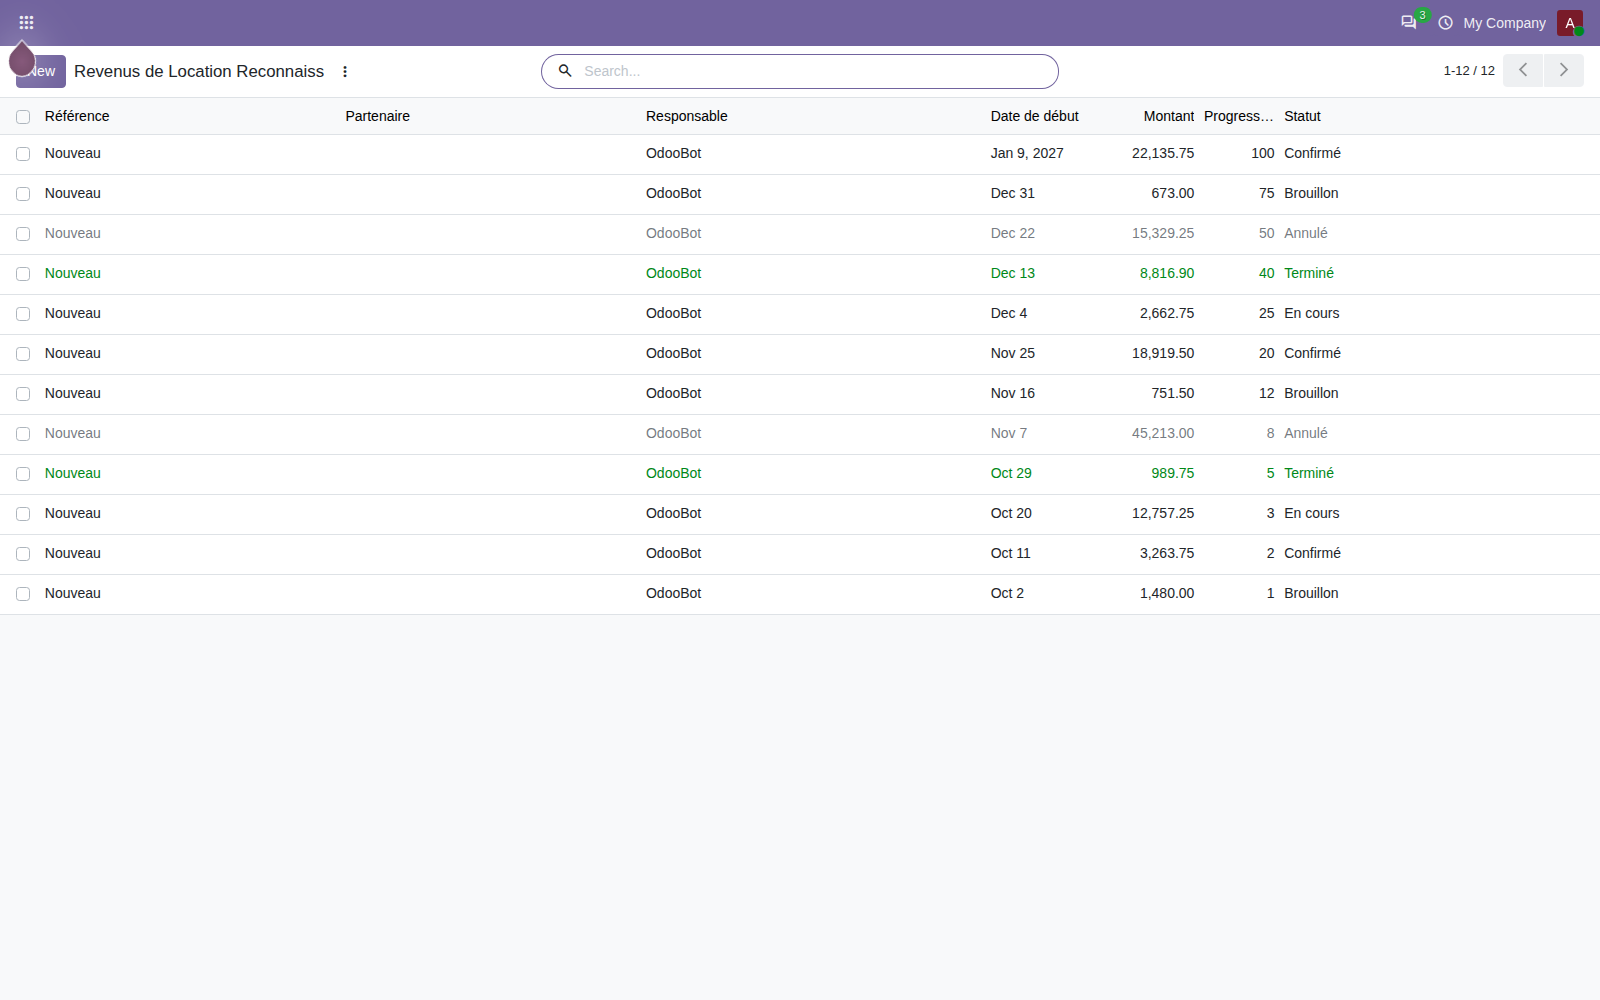 3 My Company A
New Revenus de Location Reconnaiss Search... 1-12 / 12
Référence Partenaire Responsable Date de début Montant Progress... Statut
Nouveau OdooBot Jan 9, 2027 22,135.75 100 Confirmé
Nouveau OdooBot Dec 31 673.00 75 Brouillon
Nouveau OdooBot Dec 22 15,329.25 50 Annulé
Nouveau OdooBot Dec 13 8,816.90 40 Terminé
Nouveau OdooBot Dec 4 2,662.75 25 En cours
Nouveau OdooBot Nov 25 18,919.50 20 Confirmé
Nouveau OdooBot Nov 16 751.50 12 Brouillon
Nouveau OdooBot Nov 7 45,213.00 8 Annulé
Nouveau OdooBot Oct 29 989.75 5 Terminé
Nouveau OdooBot Oct 20 12,757.25 3 En cours
Nouveau OdooBot Oct 11 3,263.75 2 Confirmé
Nouveau OdooBot Oct 2 1,480.00 1 Brouillon